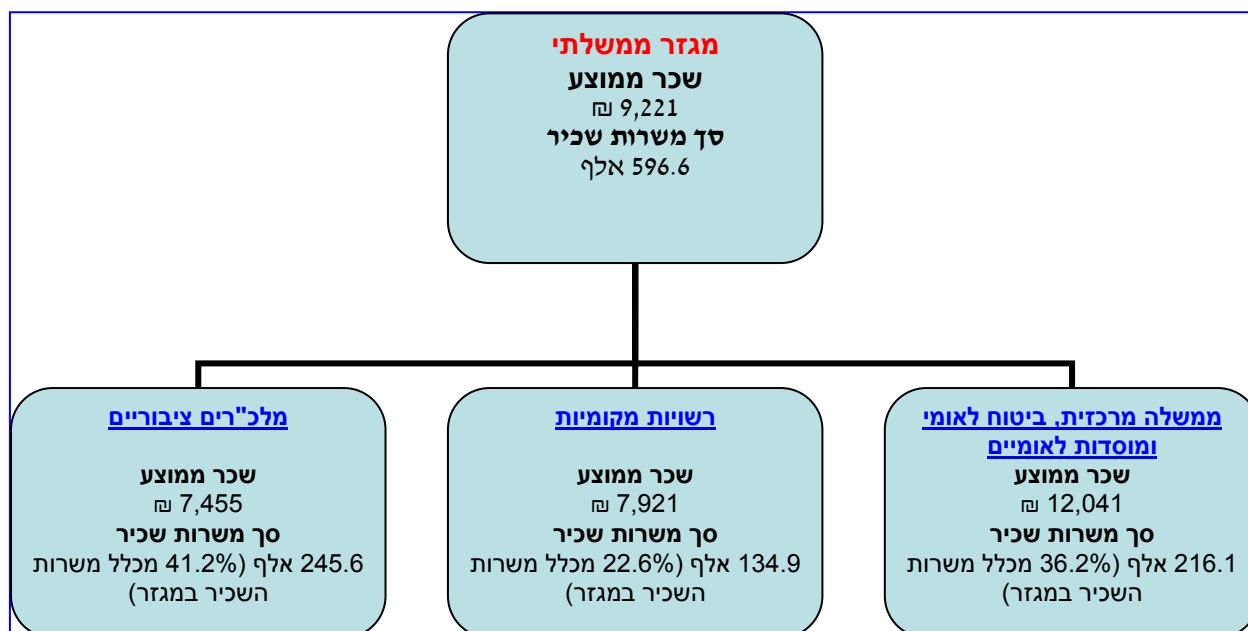 מגזר ממשלתי
שכר ממוצע
9,221 ₪
סך משרות שכיר
596.6 אלף
ממשלה מרכזית, ביטוח לאומי
ומוסדות לאומיים
שכר ממוצע
12,041 ₪
סך משרות שכיר
216.1 אלף (36.2% מכלל משרות
השכיר במגזר)
רשויות מקומיות
שכר ממוצע
7,921 ₪
סך משרות שכיר
134.9 אלף (22.6% מכלל משרות
השכיר במגזר)
מלכ"רים ציבוריים
שכר ממוצע
7,455 ₪
סך משרות שכיר
245.6 אלף (41.2% מכלל משרות
השכיר במגזר)